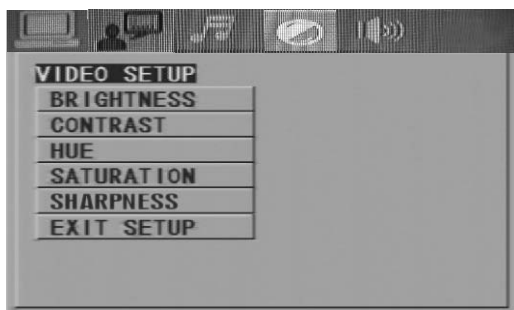 VIDEO SETUP
BRIGHTNESS
CONTRAST
HUE
SATURATION
SHARPNESS
EXIT SETUP